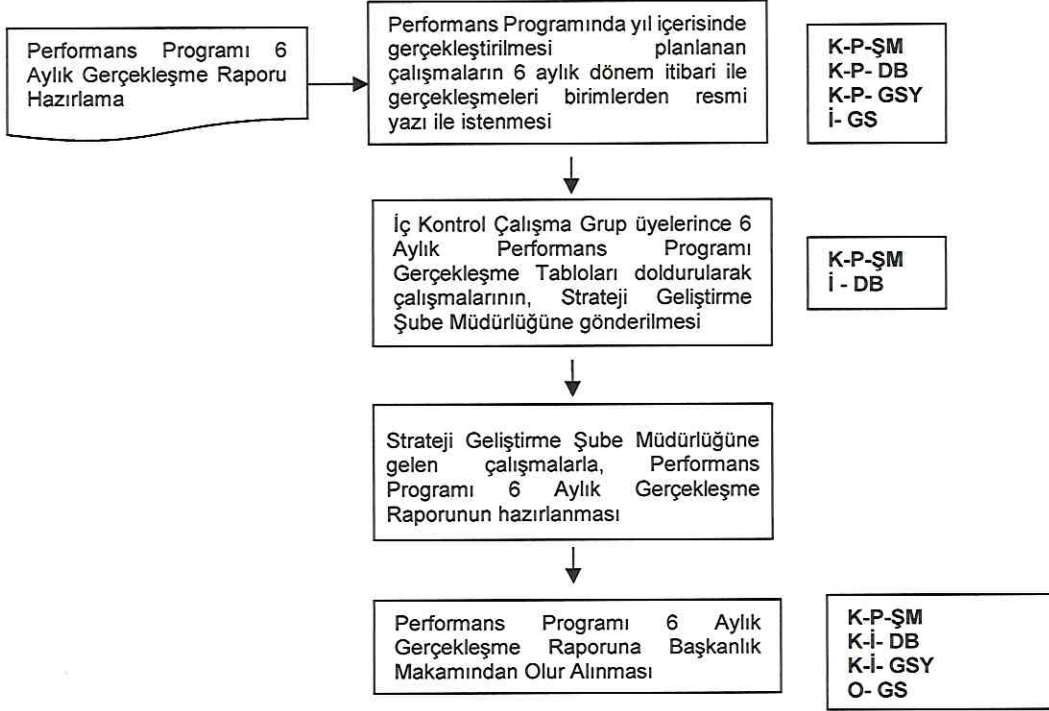 Performans Programı 6
Aylık Gerçekleşme Raporu
Hazırlama
Performans Programında yıl içerisinde
gerçekleştirilmesi planlanan
çalışmaların 6 aylık dönem itibari ile
gerçekleşmeleri birimlerden resmi
yazı ile istenmesi
K-P-ŞM
K-P- DB
K-P- GSY
İ- GS
İç Kontrol Çalışma Grup üyelerince 6
Aylık Performans Programı
Gerçekleşme Tabloları doldurularak
çalışmalarının, Strateji Geliştirme
Şube Müdürlüğüne gönderilmesi
K-P-ŞM
İ - DB
Strateji Geliştirme Şube Müdürlüğüne
gelen çalışmalarla, Performans
Programı 6 Aylık Gerçekleşme
Raporunun hazırlanması
Performans Programı 6 Aylık
Gerçekleşme Raporuna Başkanlık
Makamından Olur Alınması
K-P-ŞM
K-İ- DB
K-İ- GSY
O- GS